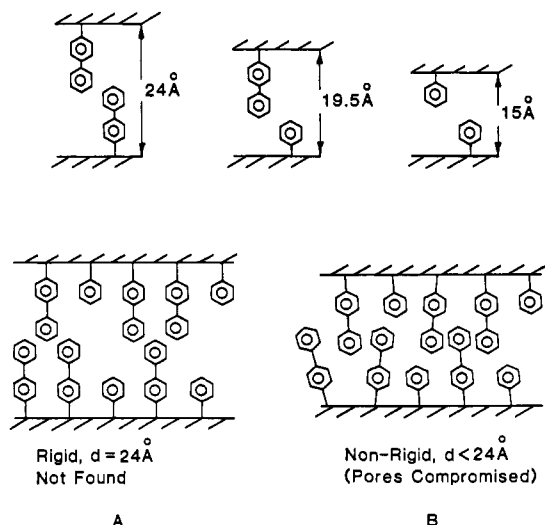 24Å
19.5Å
15Å
Rigid, d = 24Å
Not Found
Non-Rigid, d < 24Å
(Pores Compromised)
A
B